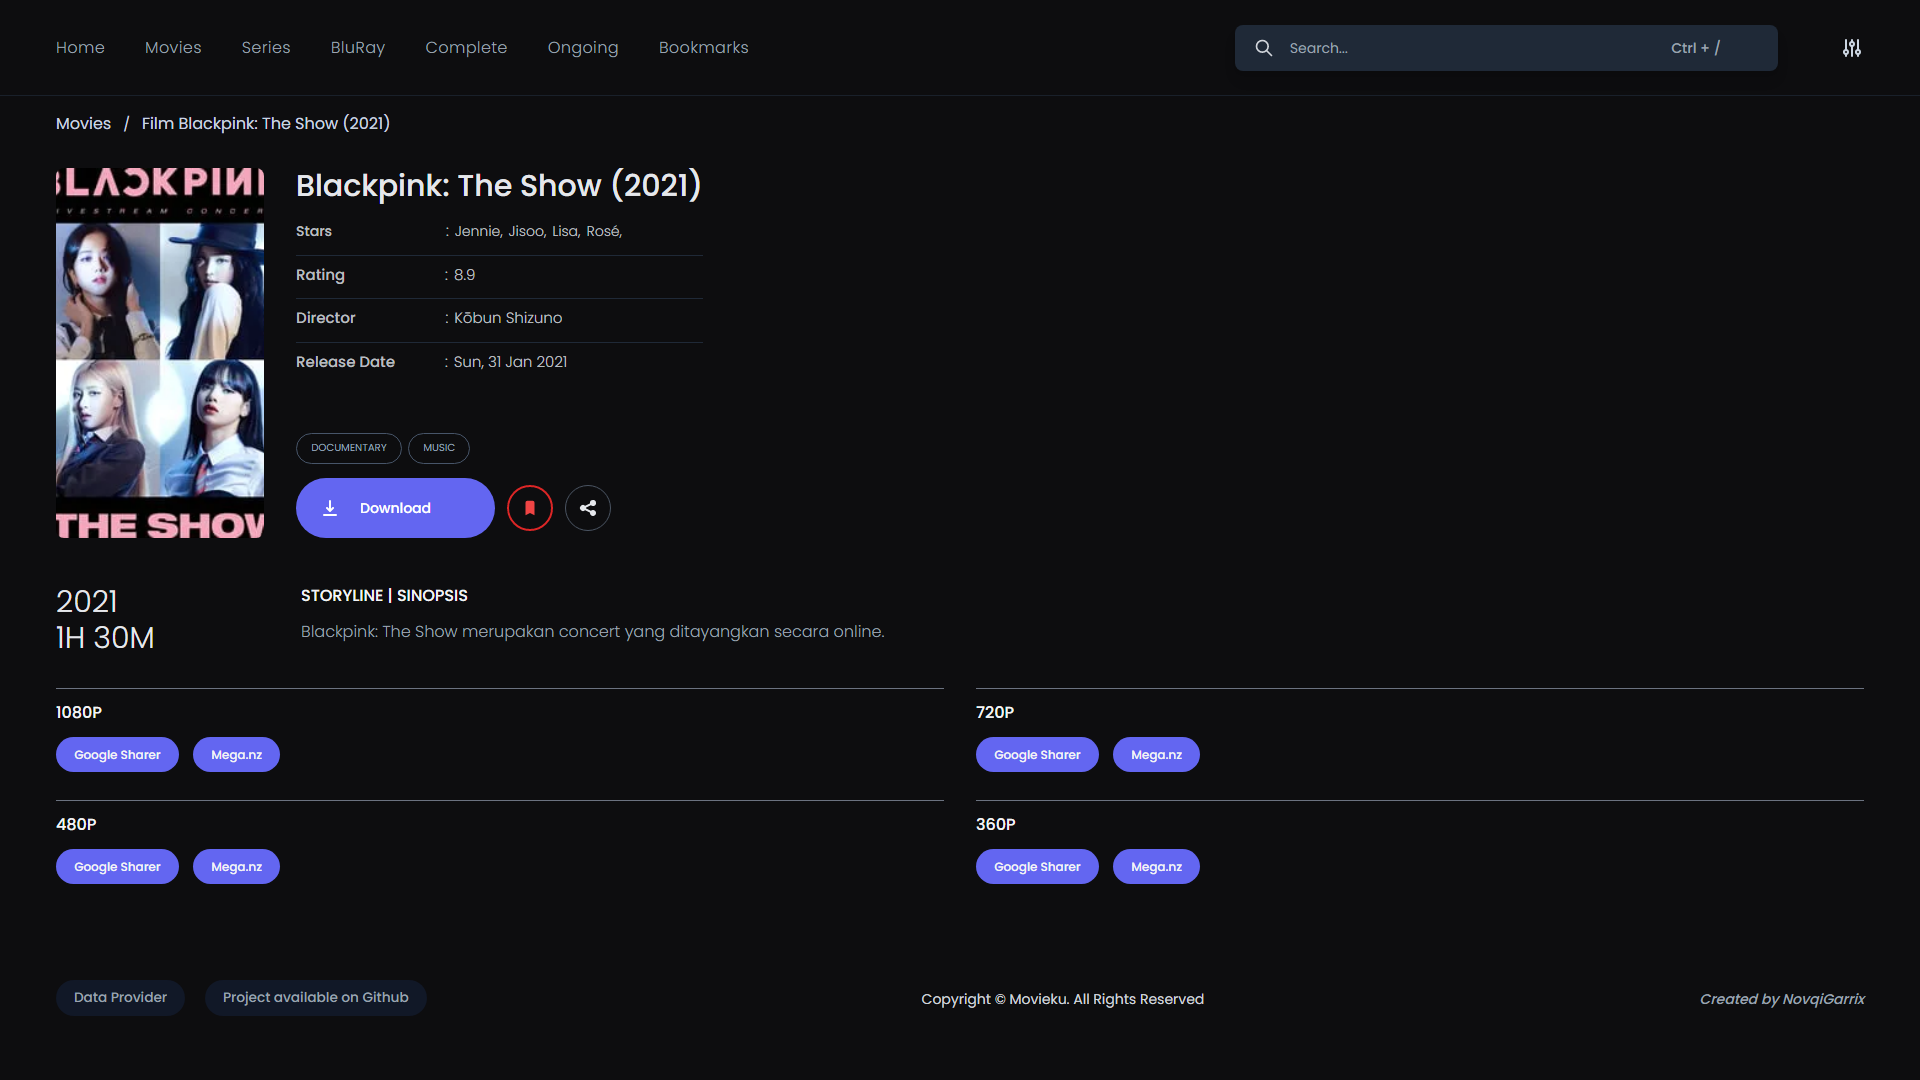 Home Movies Series BluRay Complete Ongoing Bookmarks
Search... Ctrl + /
Movies / Film Blackpink: The Show (2021)
BLACKPINK
LIVESTREAM CONCERT
THE SHOW
Blackpink: The Show (2021)
Stars : Jennie, Jisoo, Lisa, Rosé,
Rating : 8.9
Director : Kōbun Shizuno
Release Date : Sun, 31 Jan 2021
DOCUMENTARY MUSIC
Download
2021
1H 30M
STORYLINE | SINOPSIS
Blackpink: The Show merupakan concert yang ditayangkan secara online.
1080P
Google Sharer Mega.nz
720P
Google Sharer Mega.nz
480P
Google Sharer Mega.nz
360P
Google Sharer Mega.nz
Data Provider Project available on Github
Copyright © Movieku. All Rights Reserved
Created by NovqiGarrix